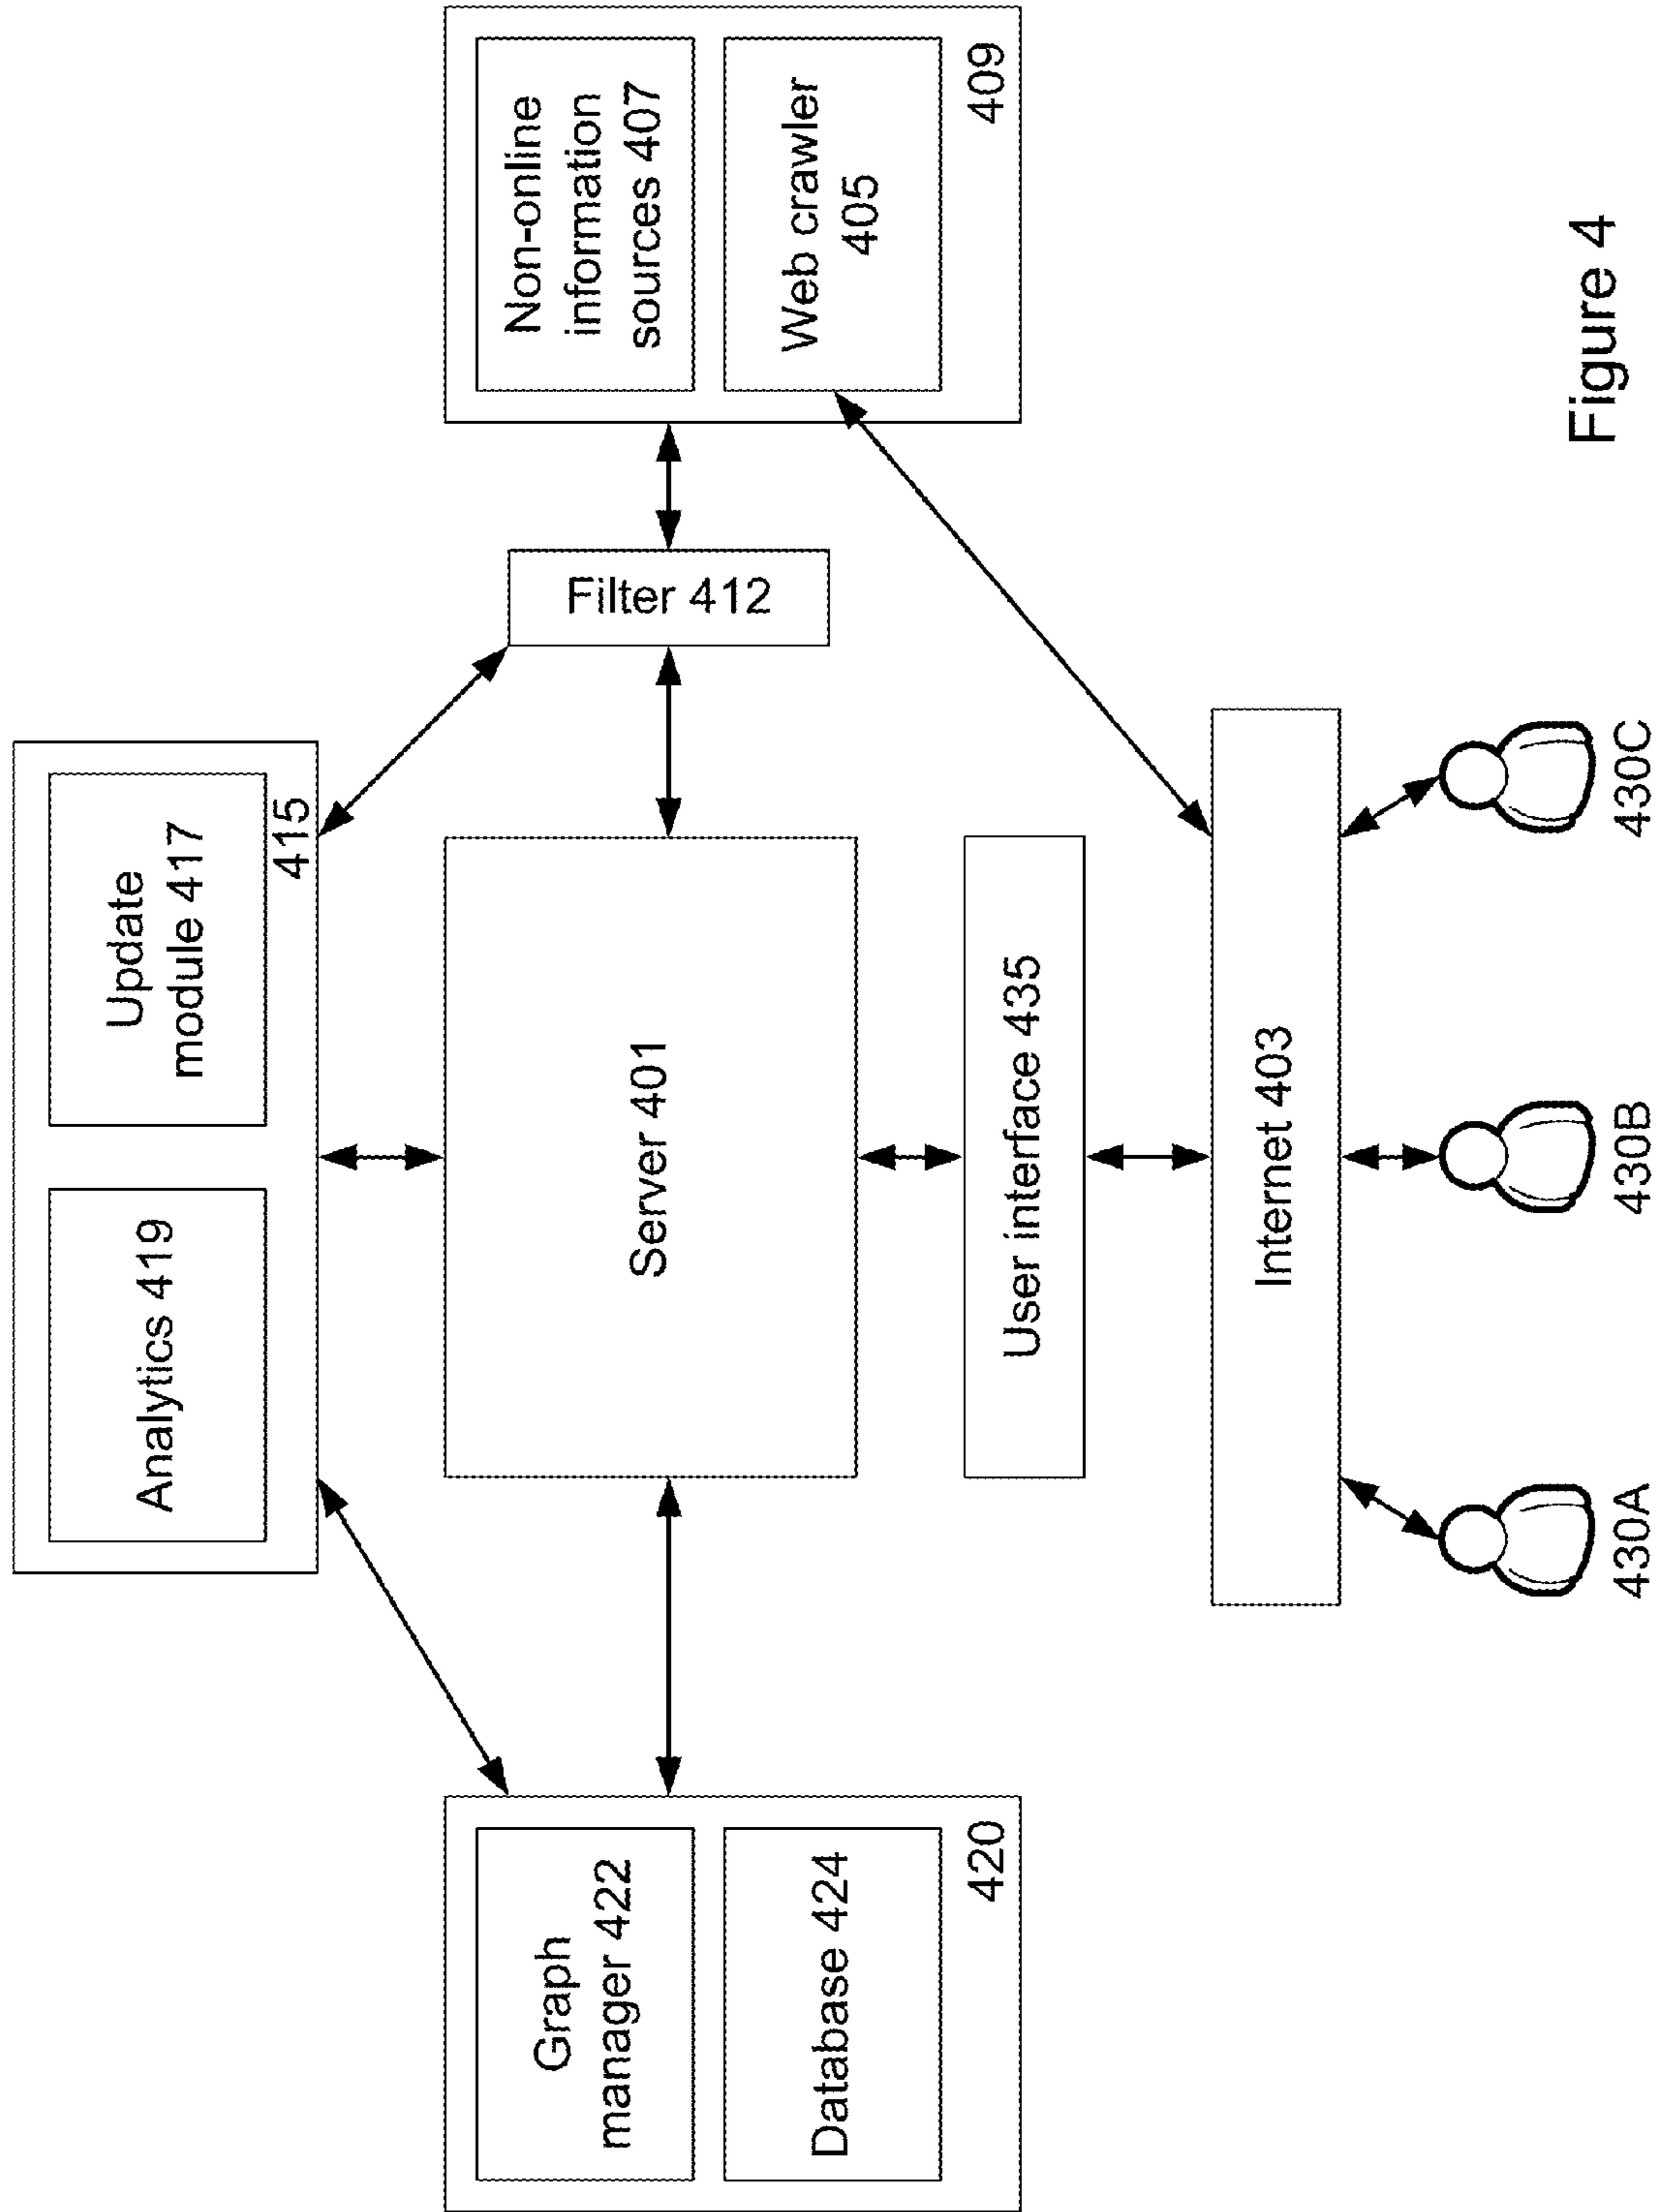 Analytics 419
Update
module 417
415
Graph
manager 422
Database 424
420
Server 401
Filter 412
Non-online
information
sources 407
Web crawler
405
409
User interface 435
Internet 403
430A
430B
430C
Figure 4